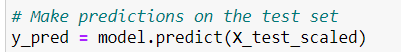 # Make predictions on the test set
y_pred = model.predict(X_test_scaled)